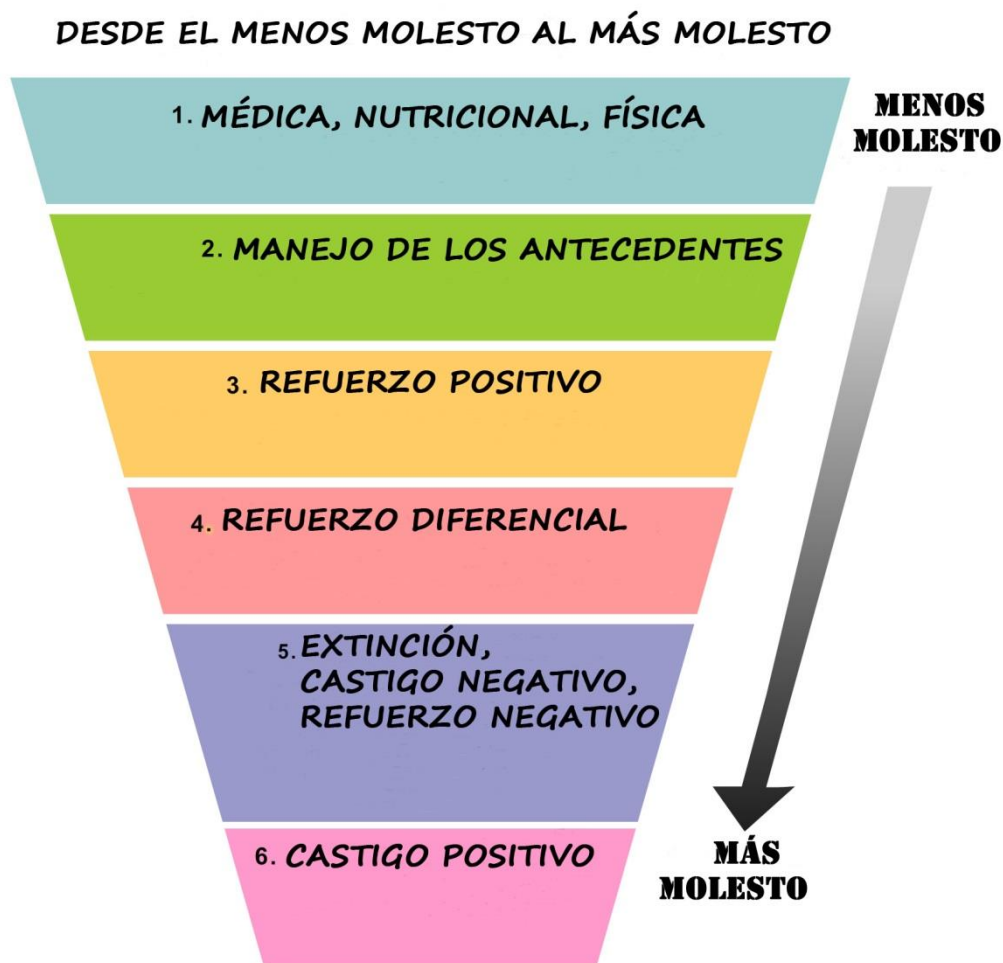 DESDE EL MENOS MOLESTO AL MÁS MOLESTO
1. MÉDICA, NUTRICIONAL, FÍSICA
MENOS
MOLESTO
2. MANEJO DE LOS ANTECEDENTES
3. REFUERZO POSITIVO
4. REFUERZO DIFERENCIAL
5. EXTINCIÓN,
CASTIGO NEGATIVO,
REFUERZO NEGATIVO
6. CASTIGO POSITIVO
MÁS
MOLESTO